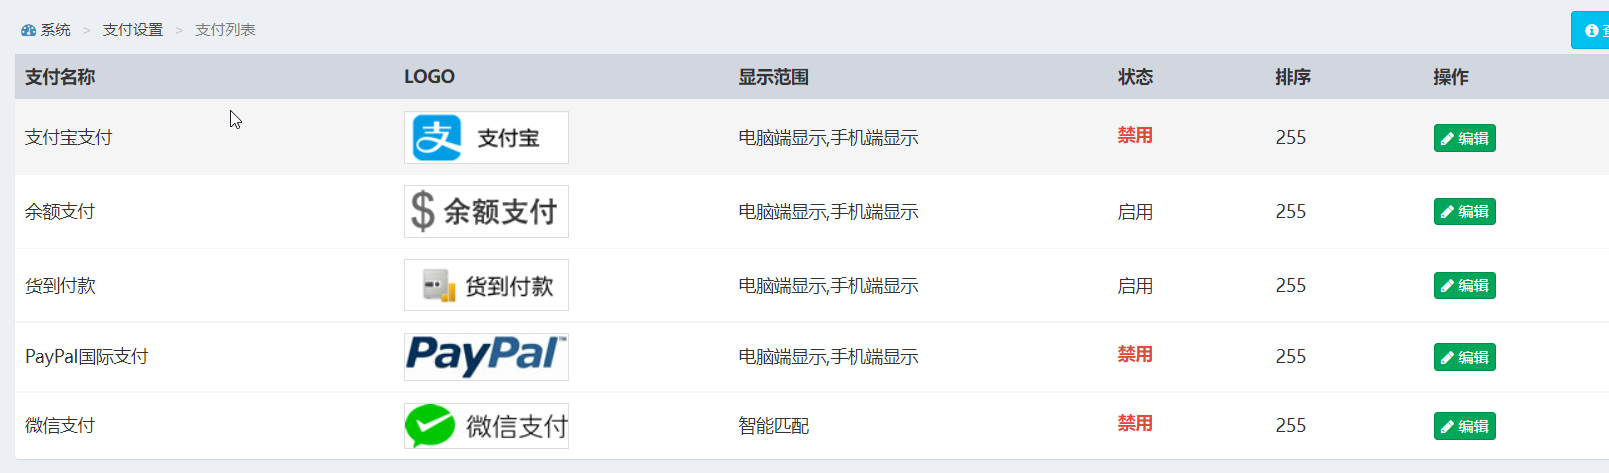 系统 > 支付设置 > 支付列表
支付名称 LOGO 显示范围 状态 排序 操作
支付宝支付 支 支付宝 电脑端显示,手机端显示 禁用 255 编辑
余额支付 $ 余额支付 电脑端显示,手机端显示 启用 255 编辑
货到付款 货到付款 电脑端显示,手机端显示 启用 255 编辑
PayPal国际支付 PayPal™ 电脑端显示,手机端显示 禁用 255 编辑
微信支付 微信支付 智能匹配 禁用 255 编辑